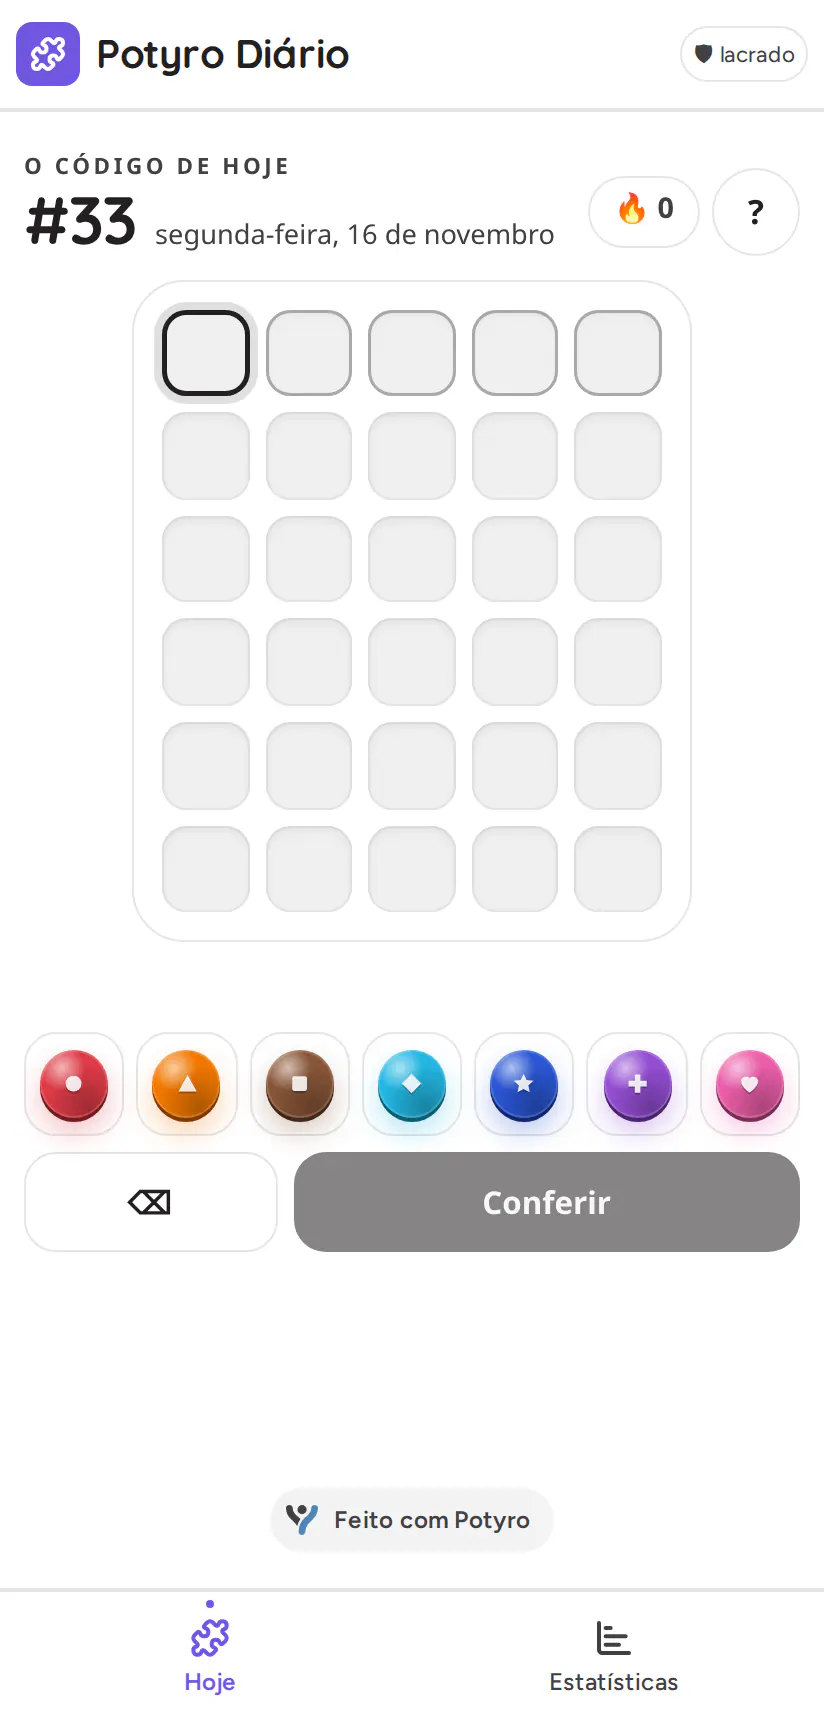 Potyro Diário
lacrado
O CÓDIGO DE HOJE
#33 segunda-feira, 16 de novembro
0
?
Conferir
Feito com Potyro
Hoje
Estatísticas